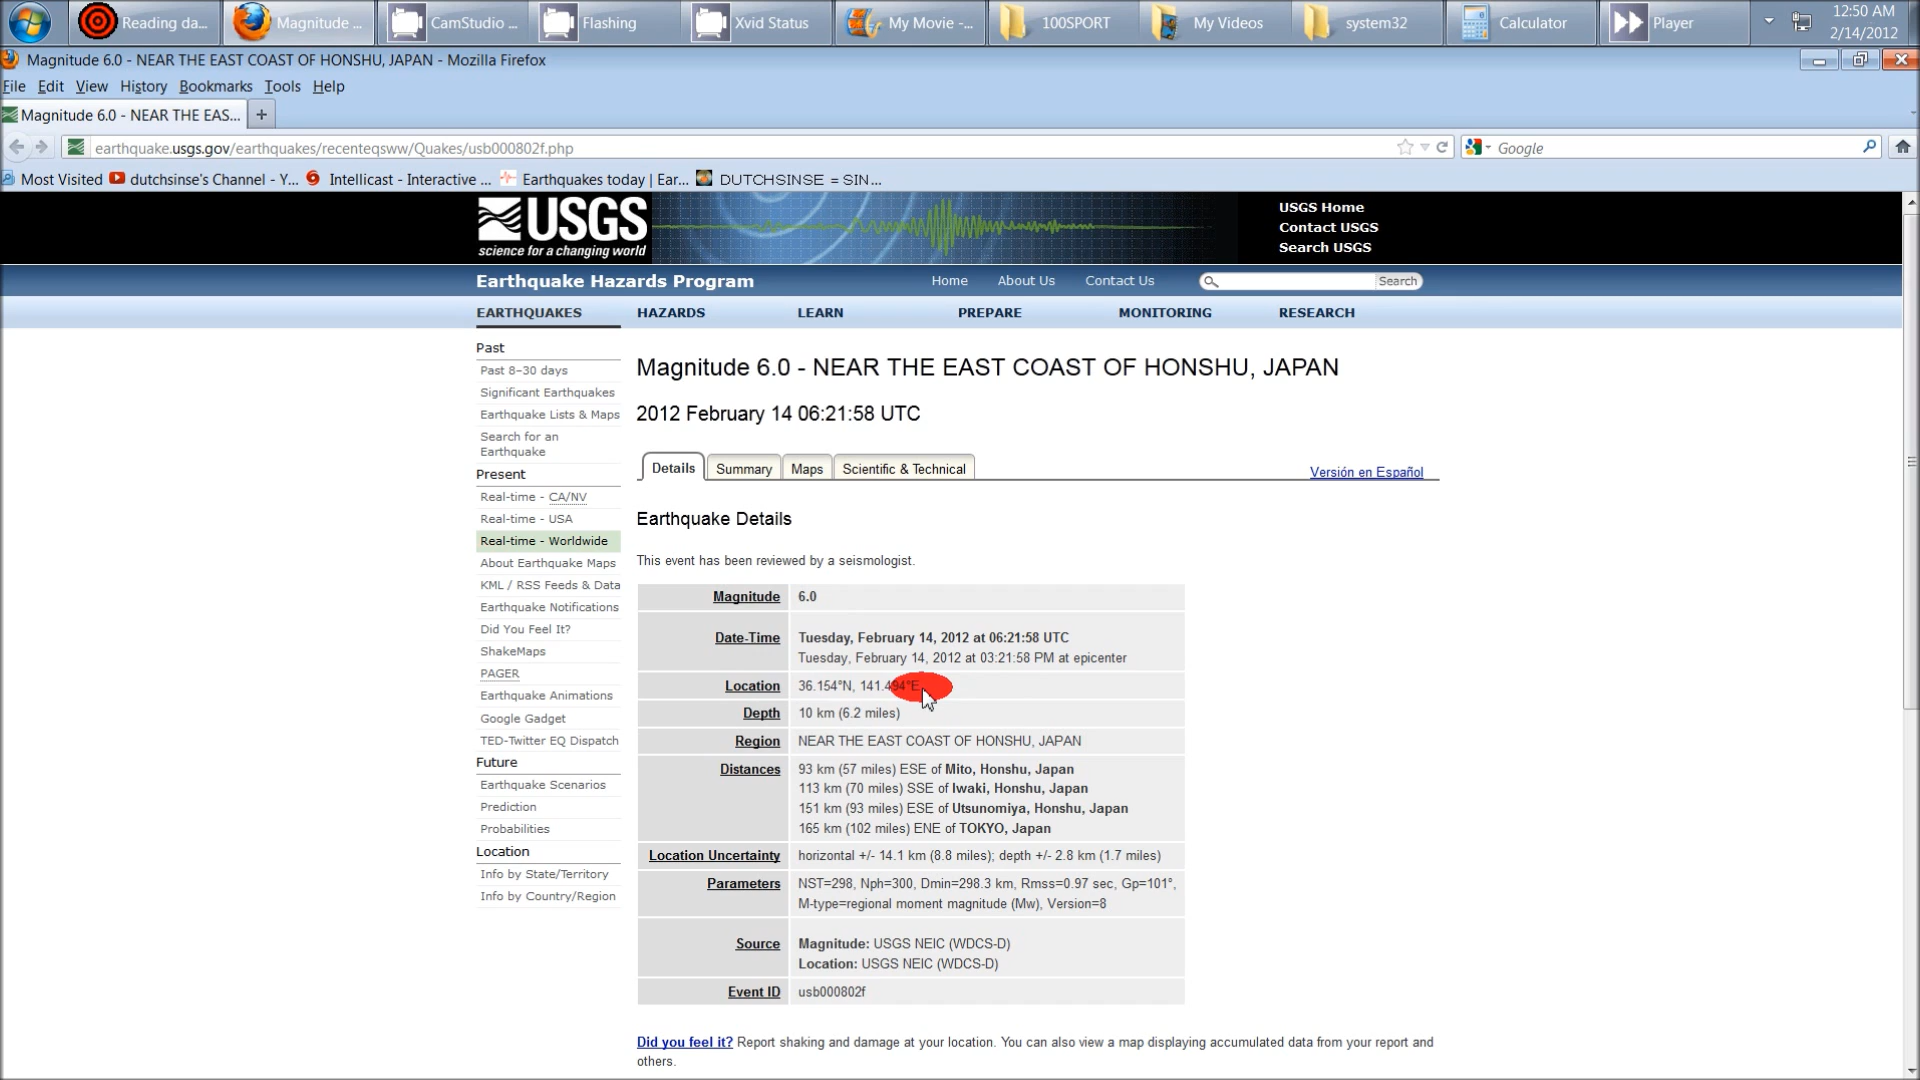 Reading da...
Magnitude ...
CamStudio ...
Flashing
Xvid Status
My Movie -...
100SPORT
My Videos
system32
Calculator
Player
12:50 AM
2/14/2012
Magnitude 6.0 - NEAR THE EAST COAST OF HONSHU, JAPAN - Mozilla Firefox
File Edit View History Bookmarks Tools Help
Magnitude 6.0 - NEAR THE EAS...
earthquake.usgs.gov/earthquakes/recenteqsww/Quakes/usb000802f.php
Google
Most Visited dutchsinse's Channel - Y... Intellicast - Interactive ... Earthquakes today | Ear... DUTCHSINSE = SIN...
USGS
science for a changing world
USGS Home
Contact USGS
Search USGS
Earthquake Hazards Program
Home About Us Contact Us Search
EARTHQUAKES HAZARDS LEARN PREPARE MONITORING RESEARCH
Past
Past 8–30 days
Significant Earthquakes
Earthquake Lists & Maps
Search for an
Earthquake
Present
Real-time - CA/NV
Real-time - USA
Real-time - Worldwide
About Earthquake Maps
KML / RSS Feeds & Data
Earthquake Notifications
Did You Feel It?
ShakeMaps
PAGER
Earthquake Animations
Google Gadget
TED-Twitter EQ Dispatch
Future
Earthquake Scenarios
Prediction
Probabilities
Location
Info by State/Territory
Info by Country/Region
Magnitude 6.0 - NEAR THE EAST COAST OF HONSHU, JAPAN
2012 February 14 06:21:58 UTC
Details Summary Maps Scientific & Technical
Versión en Español
Earthquake Details
This event has been reviewed by a seismologist.
Magnitude 6.0
Date-Time Tuesday, February 14, 2012 at 06:21:58 UTC
Tuesday, February 14, 2012 at 03:21:58 PM at epicenter
Location 36.154°N, 141.494°E
Depth 10 km (6.2 miles)
Region NEAR THE EAST COAST OF HONSHU, JAPAN
Distances 93 km (57 miles) ESE of Mito, Honshu, Japan
113 km (70 miles) SSE of Iwaki, Honshu, Japan
151 km (93 miles) ESE of Utsunomiya, Honshu, Japan
165 km (102 miles) ENE of TOKYO, Japan
Location Uncertainty horizontal +/- 14.1 km (8.8 miles); depth +/- 2.8 km (1.7 miles)
Parameters NST=298, Nph=300, Dmin=298.3 km, Rmss=0.97 sec, Gp=101°,
M-type=regional moment magnitude (Mw), Version=8
Source Magnitude: USGS NEIC (WDCS-D)
Location: USGS NEIC (WDCS-D)
Event ID usb000802f
Did you feel it? Report shaking and damage at your location. You can also view a map displaying accumulated data from your report and
others.